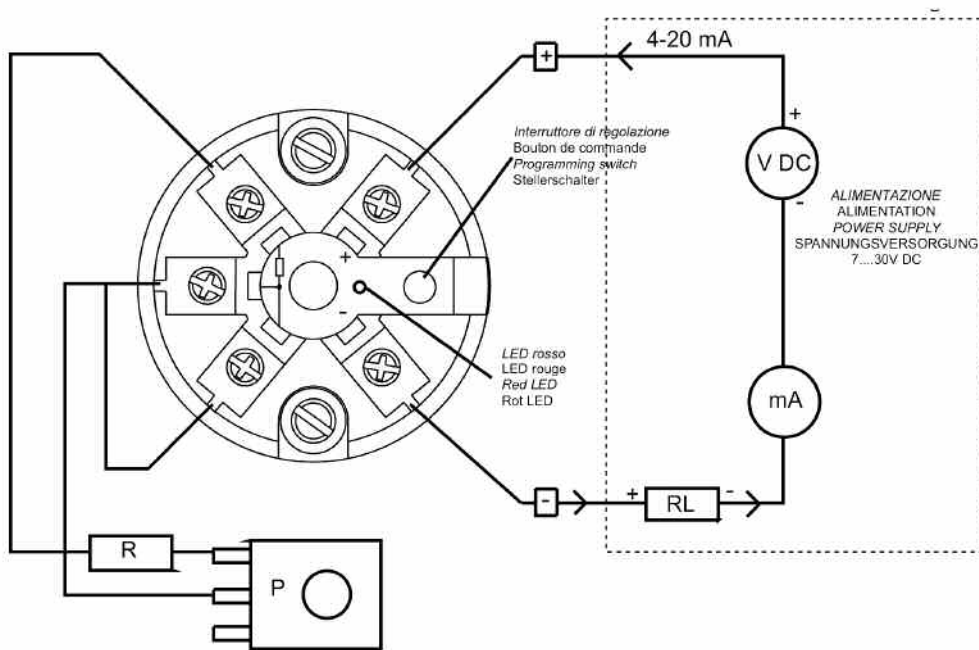 4-20 mA
+
+
Interruttore di regolazione
Bouton de commande
Programming switch
Stellerschalter
V DC
-
ALIMENTAZIONE
ALIMENTATION
POWER SUPPLY
SPANNUNGSVERSORGUNG
7....30V DC
+
-
LED rosso
LED rouge
Red LED
Rot LED
mA
-
+
RL
-
R
P